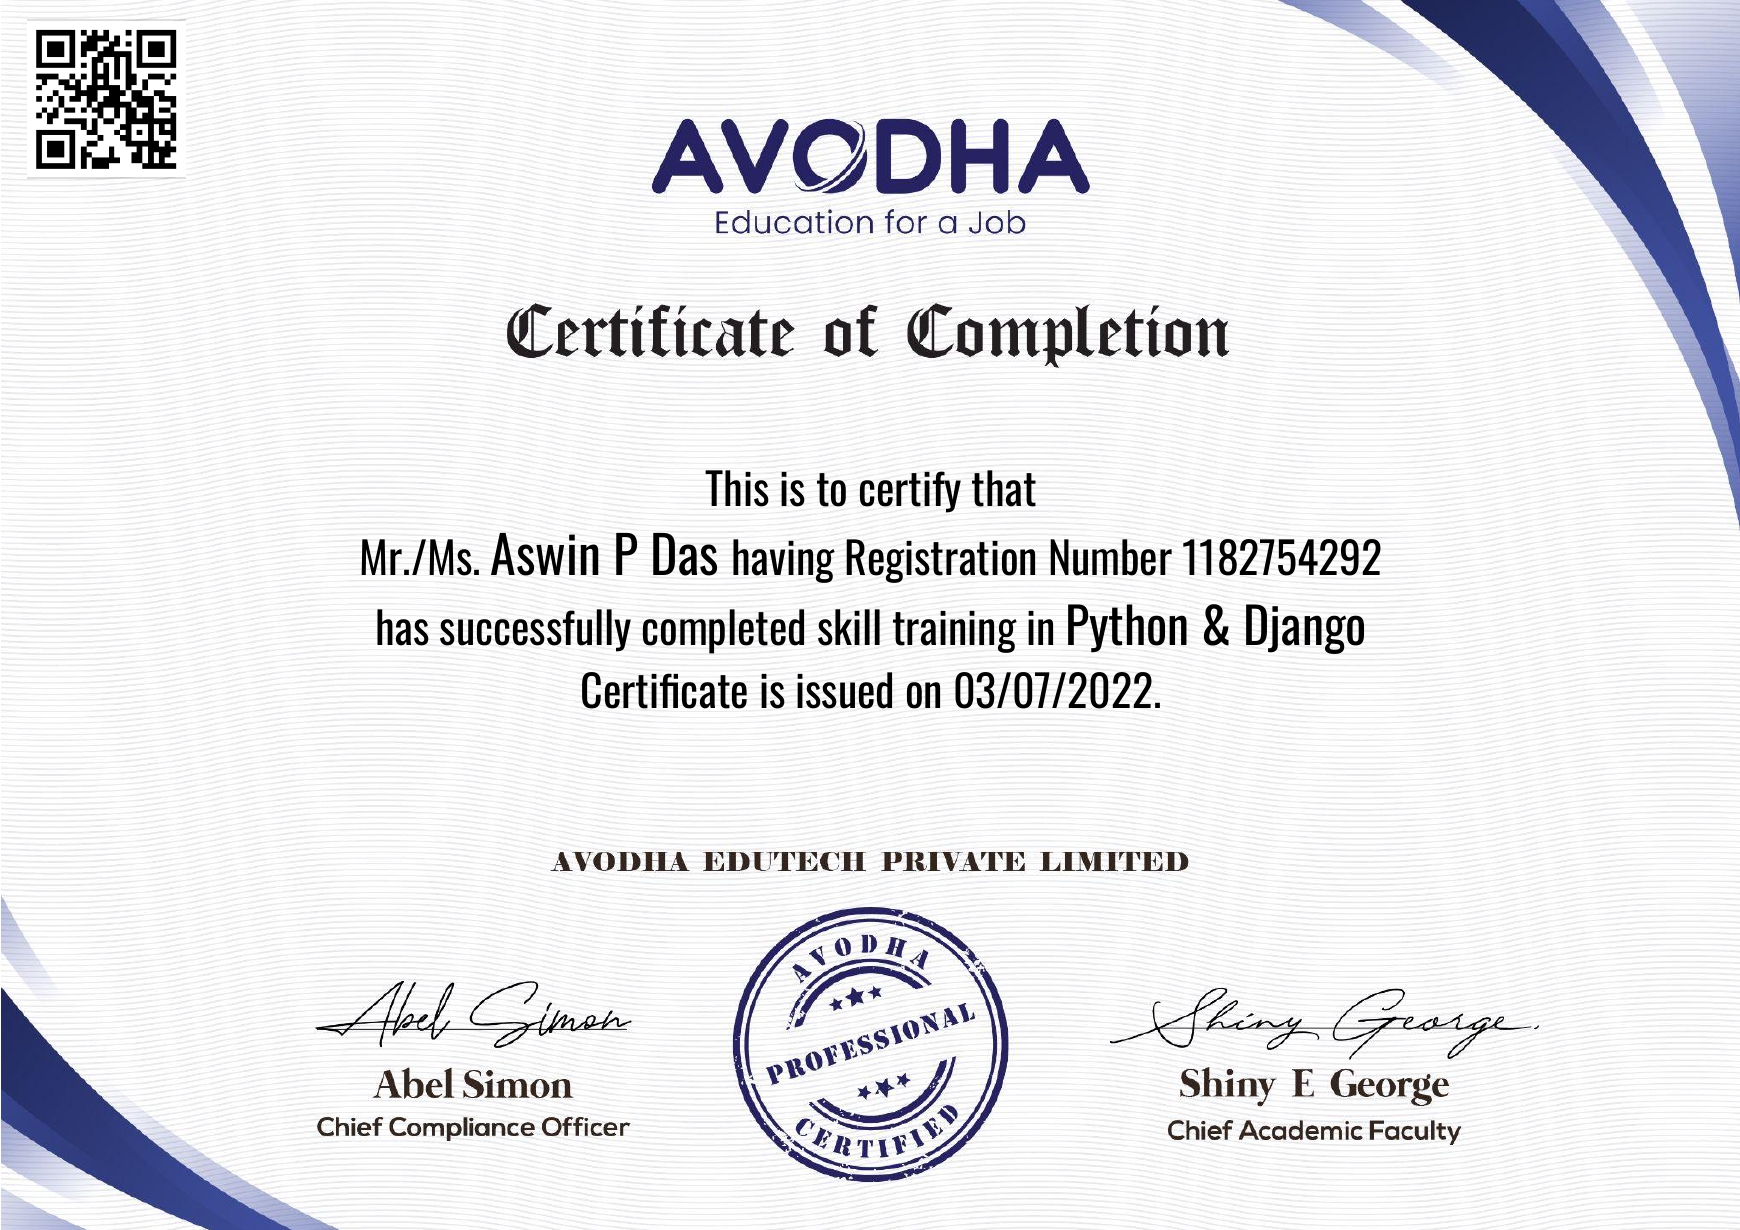 AVODHA
Education for a Job
Certificate of Completion
This is to certify that
Mr./Ms. Aswin P Das having Registration Number 1182754292
has successfully completed skill training in Python & Django
Certificate is issued on 03/07/2022.
AVODHA EDUTECH PRIVATE LIMITED
AVODHA
PROFESSIONAL
CERTIFIED
Abel Simon
Abel Simon
Chief Compliance Officer
Shiny George.
Shiny E George
Chief Academic Faculty